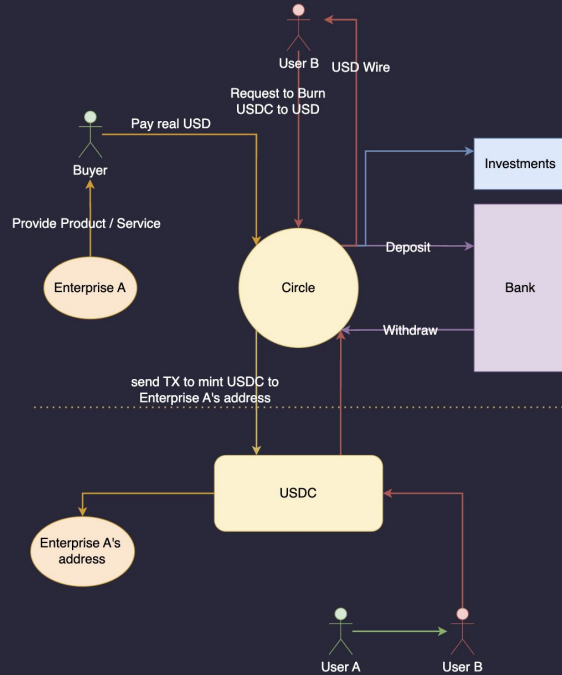 User B
USD Wire
Request to Burn
USDC to USD
Pay real USD
Buyer
Investments
Provide Product / Service
Deposit
Enterprise A
Circle
Bank
Withdraw
send TX to mint USDC to
Enterprise A's address
USDC
Enterprise A's
address
User A
User B